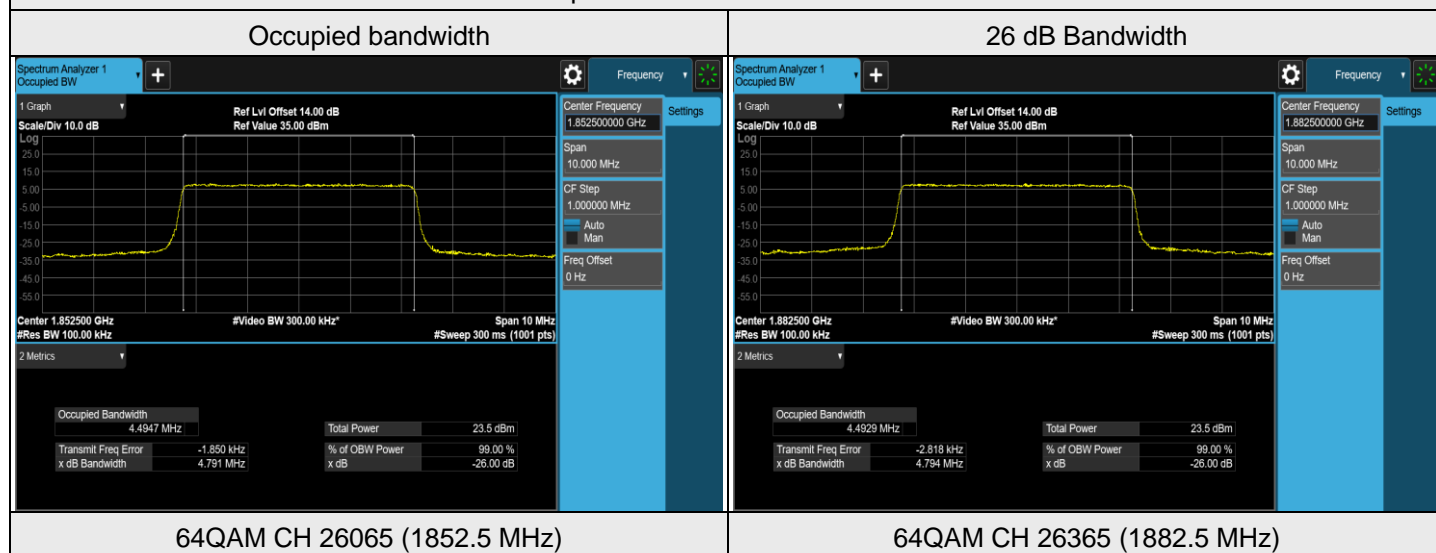 Occupied bandwidth
26 dB Bandwidth
Spectrum Analyzer 1
Occupied BW
+
Frequency
1 Graph
Scale/Div 10.0 dB
Log
Ref Lvl Offset 14.00 dB
Ref Value 35.00 dBm
25.0
15.0
5.00
-5.00
-15.0
-25.0
-35.0
-45.0
-55.0
Center 1.852500 GHz
#Res BW 100.00 kHz
#Video BW 300.00 kHz*
Span 10 MHz
#Sweep 300 ms (1001 pts)
Center Frequency
1.852500000 GHz
Settings
Span
10.000 MHz
CF Step
1.000000 MHz
Auto
Man
Freq Offset
0 Hz
2 Metrics
Occupied Bandwidth
4.4947 MHz
Total Power 23.5 dBm
Transmit Freq Error -1.850 kHz % of OBW Power 99.00 %
x dB Bandwidth 4.791 MHz x dB -26.00 dB
Spectrum Analyzer 1
Occupied BW
+
Frequency
1 Graph
Scale/Div 10.0 dB
Log
Ref Lvl Offset 14.00 dB
Ref Value 35.00 dBm
25.0
15.0
5.00
-5.00
-15.0
-25.0
-35.0
-45.0
-55.0
Center 1.882500 GHz
#Res BW 100.00 kHz
#Video BW 300.00 kHz*
Span 10 MHz
#Sweep 300 ms (1001 pts)
Center Frequency
1.882500000 GHz
Settings
Span
10.000 MHz
CF Step
1.000000 MHz
Auto
Man
Freq Offset
0 Hz
2 Metrics
Occupied Bandwidth
4.4929 MHz
Total Power 23.5 dBm
Transmit Freq Error -2.818 kHz % of OBW Power 99.00 %
x dB Bandwidth 4.794 MHz x dB -26.00 dB
64QAM CH 26065 (1852.5 MHz)
64QAM CH 26365 (1882.5 MHz)